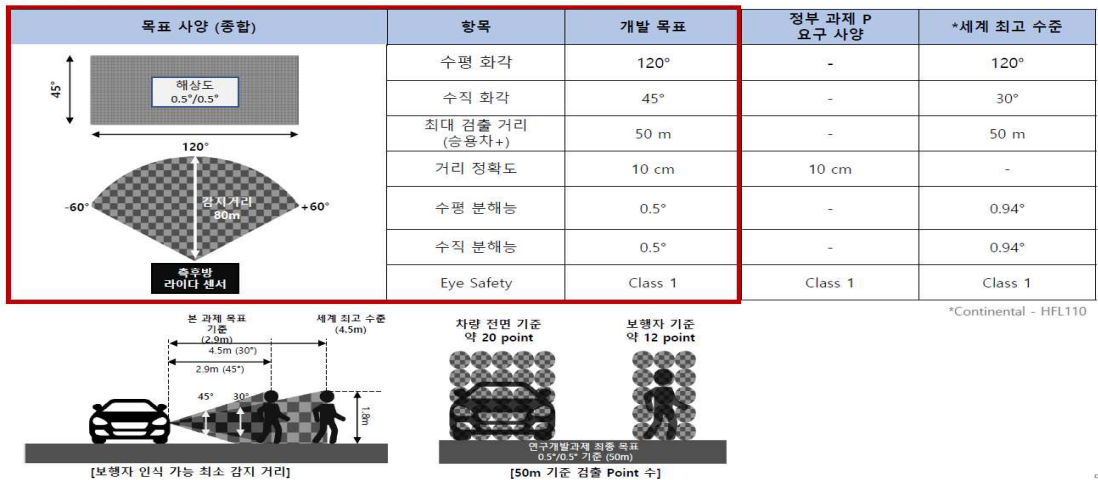 목표 사양 (종합)
항목
개발 목표
정부 과제 P
요구 사양
*세계 최고 수준
45°
해상도
0.5°/0.5°
120°
-60°
+60°
감지거리
80m
측후방
라이다 센서
수평 화각
120°
-
120°
수직 화각
45°
-
30°
최대 검출 거리
(승용차+)
50 m
-
50 m
거리 정확도
10 cm
10 cm
-
수평 분해능
0.5°
-
0.94°
수직 분해능
0.5°
-
0.94°
Eye Safety
Class 1
Class 1
Class 1
*Continental - HFL110
본 과제 목표
기준
(2.9m)
세계 최고 수준
(4.5m)
4.5m (30°)
2.9m (45°)
45°
30°
1.8m
[보행자 인식 가능 최소 감지 거리]
차량 전면 기준
약 20 point
보행자 기준
약 12 point
연구개발과제 최종 목표
0.5°/0.5° 기준 (50m)
[50m 기준 검출 Point 수]